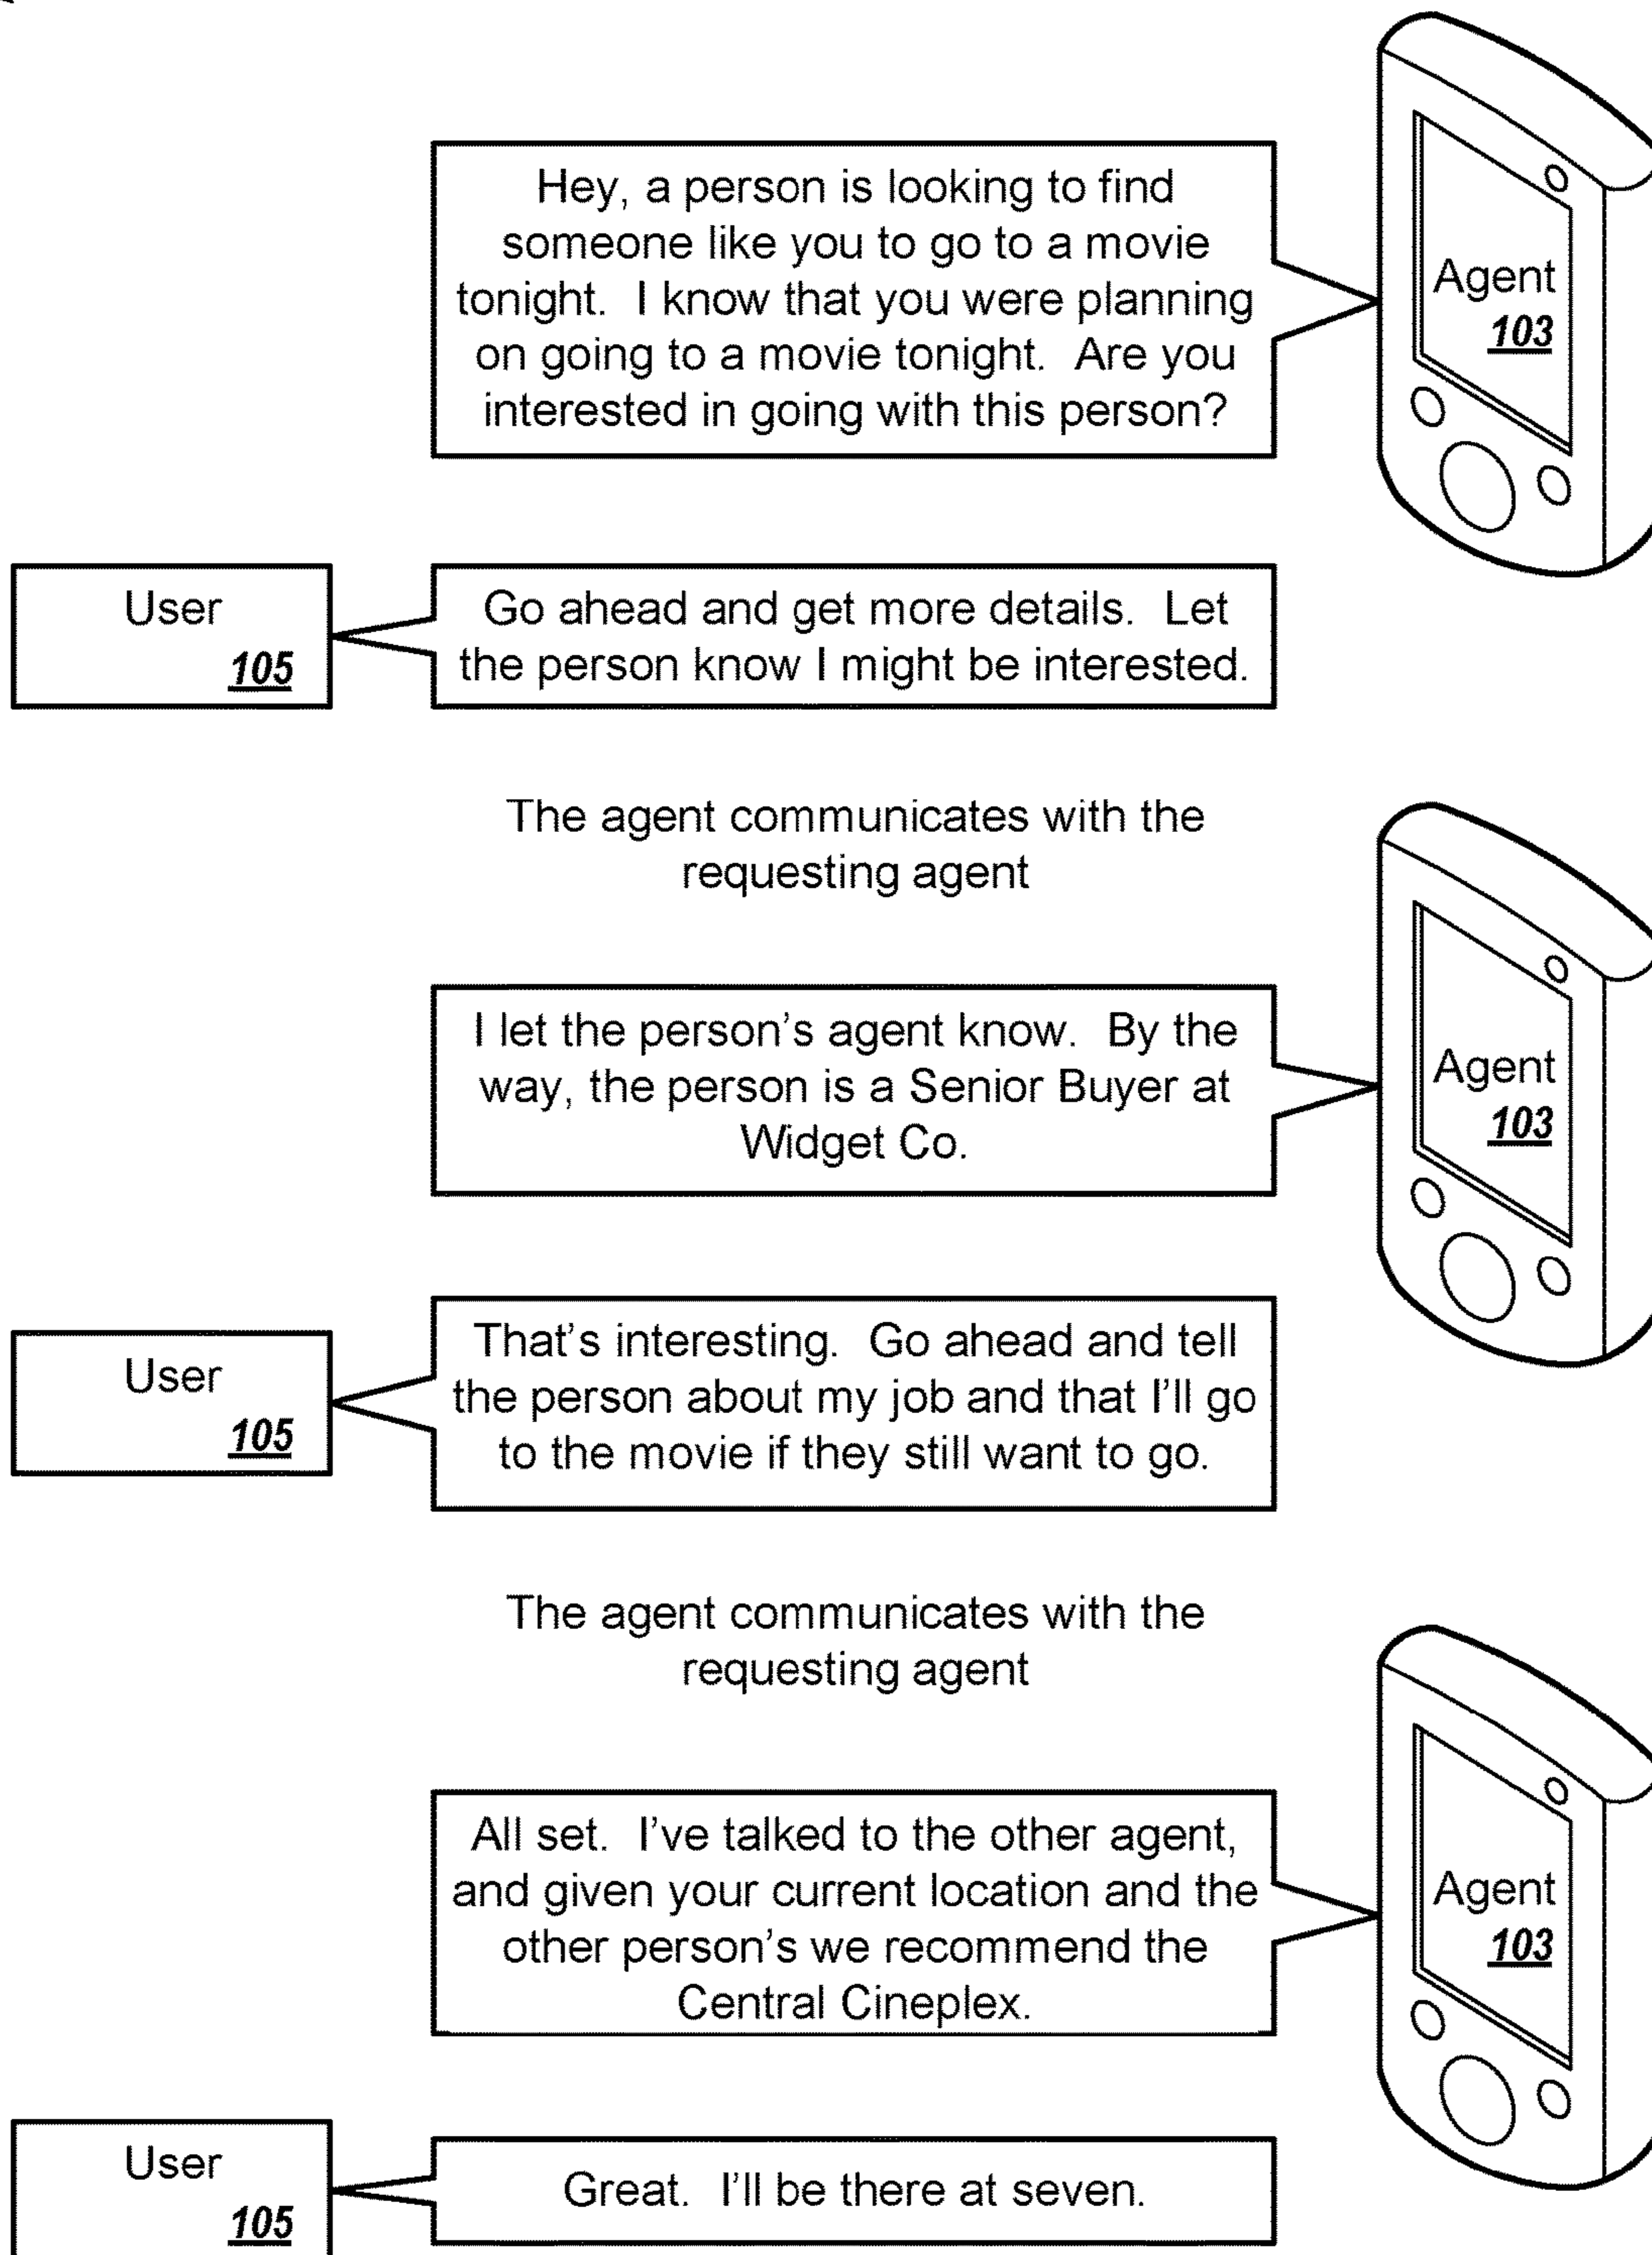 Hey, a person is looking to find
someone like you to go to a movie
tonight.  I know that you were planning
on going to a movie tonight.  Are you
interested in going with this person?
Agent
103
User
105
Go ahead and get more details.  Let
the person know I might be interested.
The agent communicates with the
requesting agent
I let the person's agent know.  By the
way, the person is a Senior Buyer at
Widget Co.
Agent
103
User
105
That's interesting.  Go ahead and tell
the person about my job and that I'll go
to the movie if they still want to go.
The agent communicates with the
requesting agent
All set.  I've talked to the other agent,
and given your current location and the
other person's we recommend the
Central Cineplex.
Agent
103
User
105
Great.  I'll be there at seven.